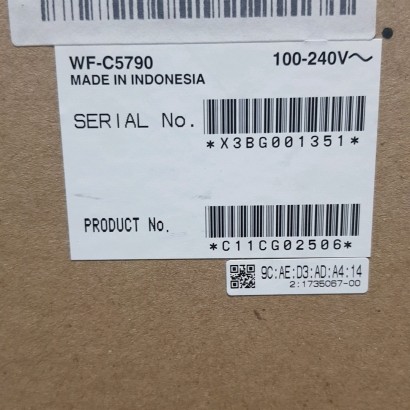 WF-C5790 100-240V~
MADE IN INDONESIA
SERIAL No.
*X3BG001351*
PRODUCT No.
*C11CG02506*
9C:AE:D3:AD:A4:14
2:1735067-00